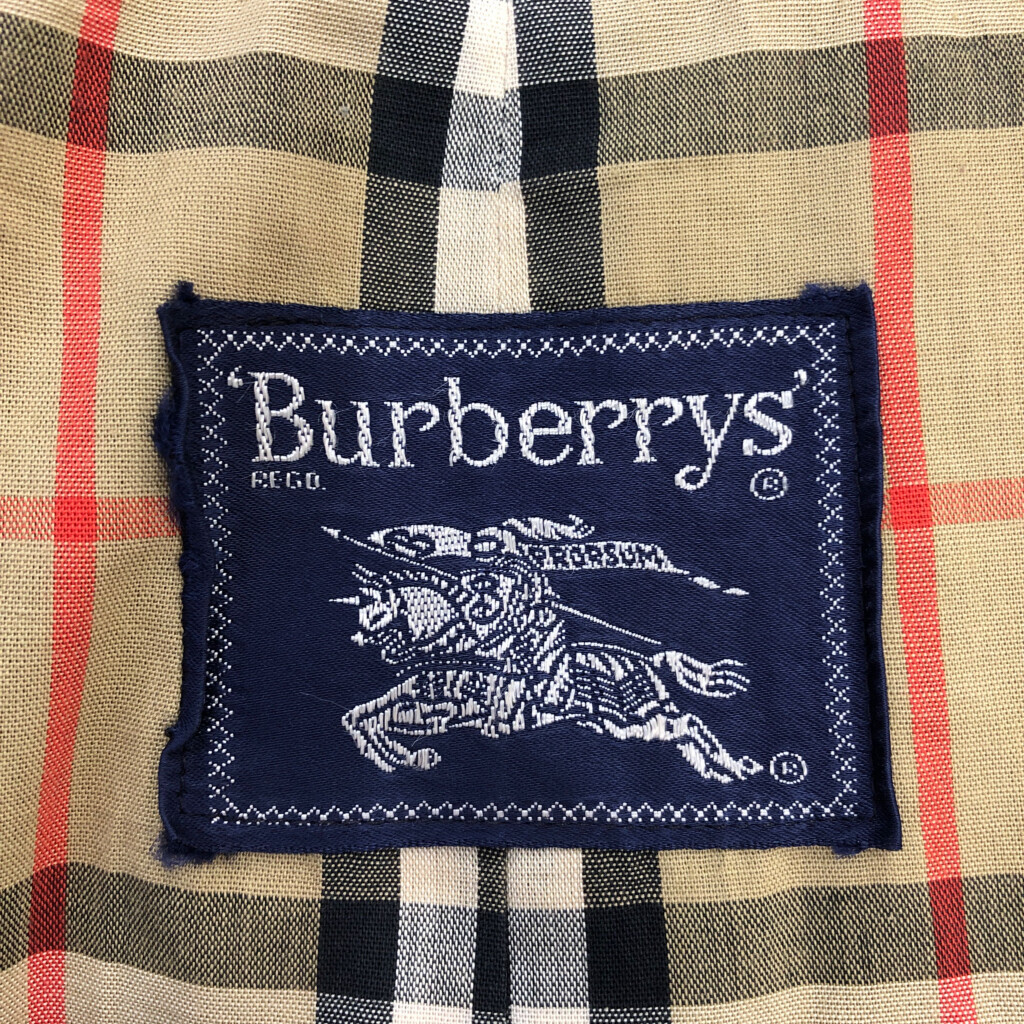 'Burberrys'
REGD. ®
PRORSUM
®